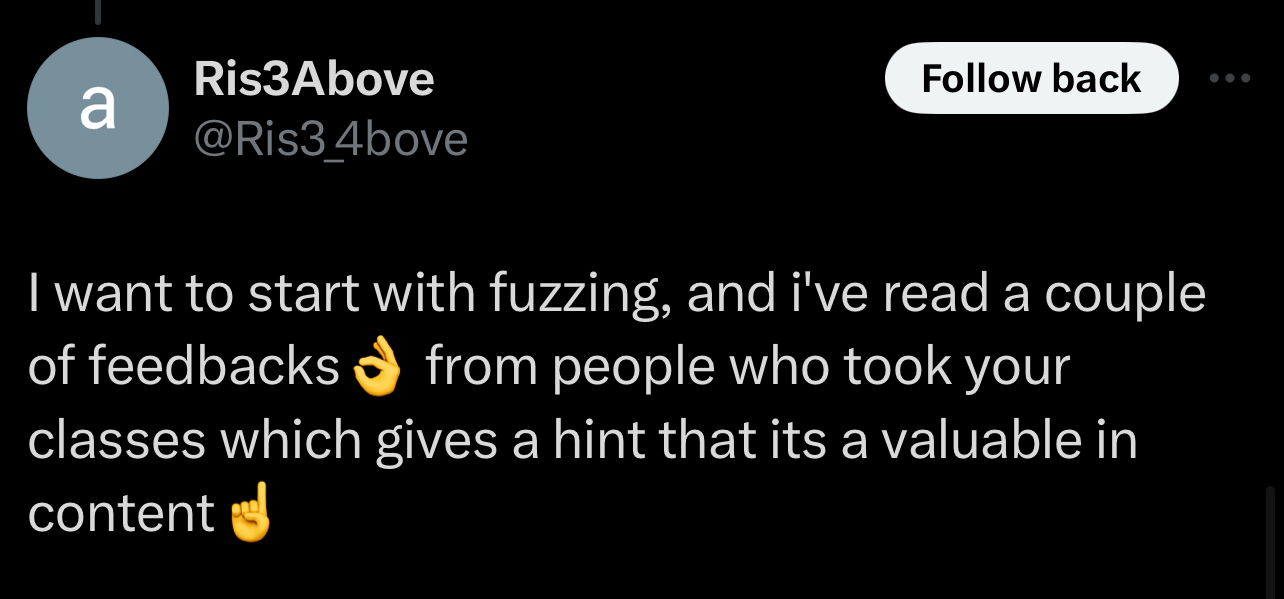 a
Ris3Above
Follow back
@Ris3_4bove
I want to start with fuzzing, and i've read a couple
of feedbacks👌 from people who took your
classes which gives a hint that its a valuable in
content☝️